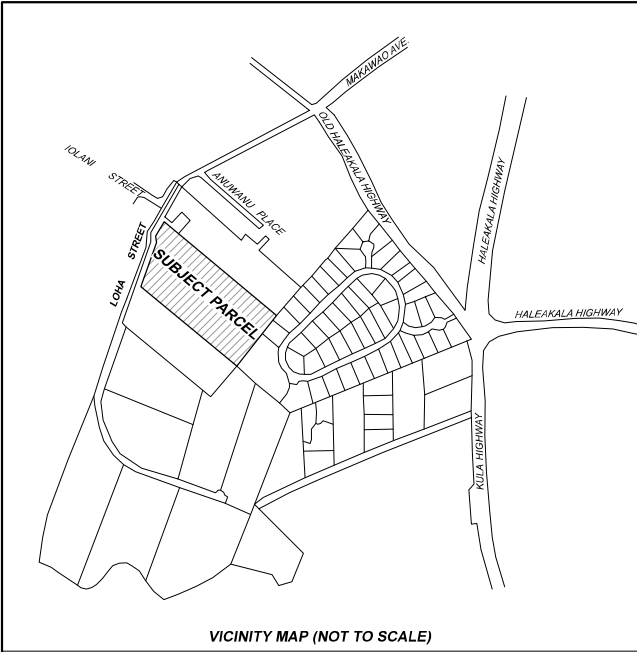 MAKAWAO AVE.
OLD HALEAKALA HIGHWAY
IOLANI
STREET
ANUWANU PLACE
HALEAKALA HIGHWAY
LOHA STREET
SUBJECT PARCEL
HALEAKALA HIGHWAY
KULA HIGHWAY
VICINITY MAP (NOT TO SCALE)